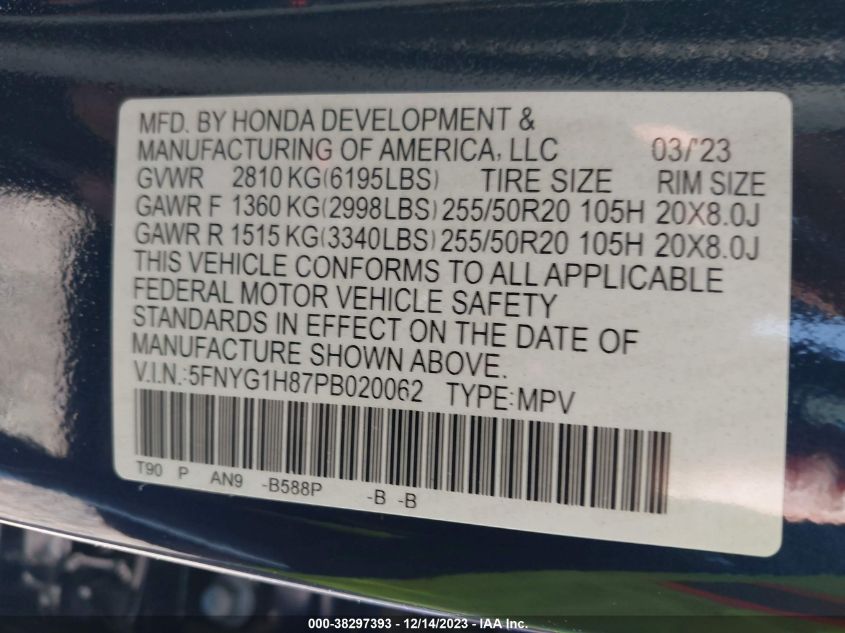 MFD. BY HONDA DEVELOPMENT &
MANUFACTURING OF AMERICA, LLC 03/'23
GVWR 2810 KG(6195LBS) TIRE SIZE RIM SIZE
GAWR F 1360 KG(2998LBS) 255/50R20 105H 20X8.0J
GAWR R 1515 KG(3340LBS) 255/50R20 105H 20X8.0J
THIS VEHICLE CONFORMS TO ALL APPLICABLE
FEDERAL MOTOR VEHICLE SAFETY
STANDARDS IN EFFECT ON THE DATE OF
MANUFACTURE SHOWN ABOVE.
V.I.N.:5FNYG1H87PB020062 TYPE:MPV
T90 P AN9 -B588P -B -B
000-38297393 - 12/14/2023 - IAA Inc.